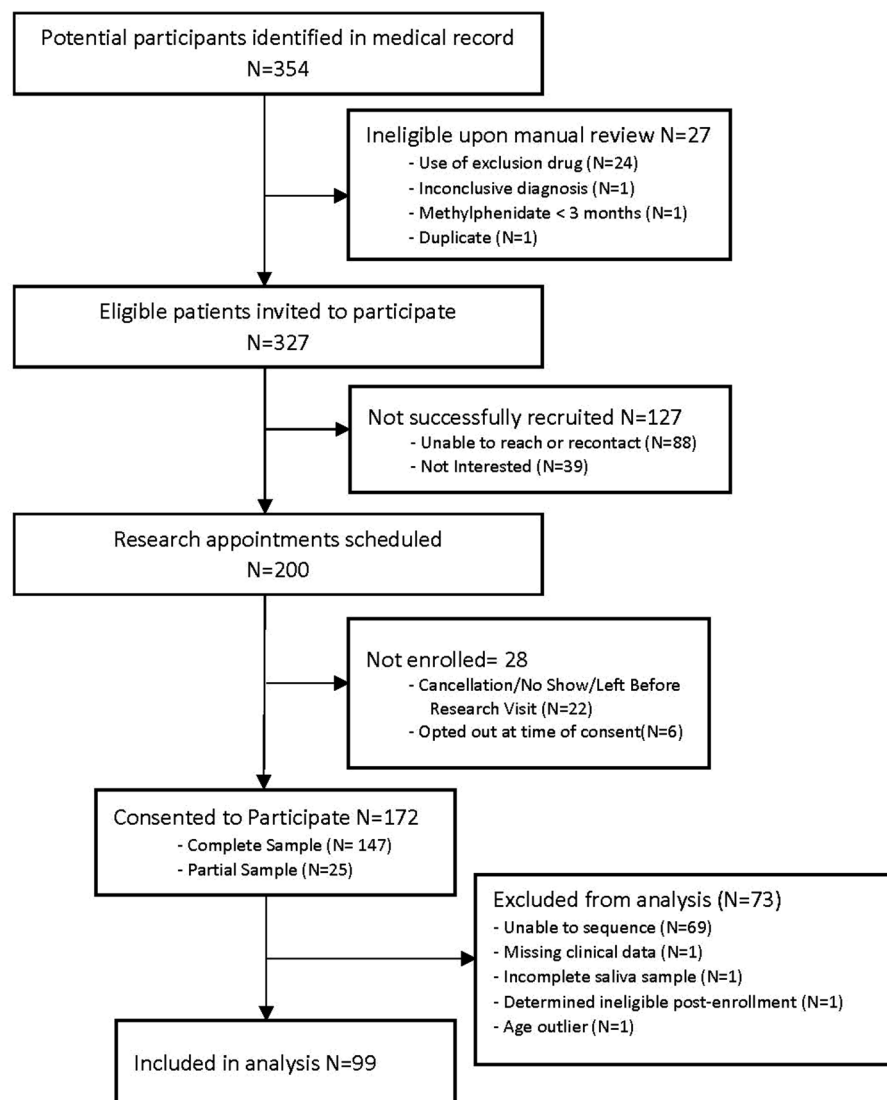 Potential participants identified in medical record
N=354
Ineligible upon manual review N=27
- Use of exclusion drug (N=24)
- Inconclusive diagnosis (N=1)
- Methylphenidate < 3 months (N=1)
- Duplicate (N=1)
Eligible patients invited to participate
N=327
Not successfully recruited N=127
- Unable to reach or recontact (N=88)
- Not Interested (N=39)
Research appointments scheduled
N=200
Not enrolled= 28
- Cancellation/No Show/Left Before
Research Visit (N=22)
- Opted out at time of consent(N=6)
Consented to Participate N=172
- Complete Sample (N= 147)
- Partial Sample (N=25)
Excluded from analysis (N=73)
- Unable to sequence (N=69)
- Missing clinical data (N=1)
- Incomplete saliva sample (N=1)
- Determined ineligible post-enrollment (N=1)
- Age outlier (N=1)
Included in analysis N=99